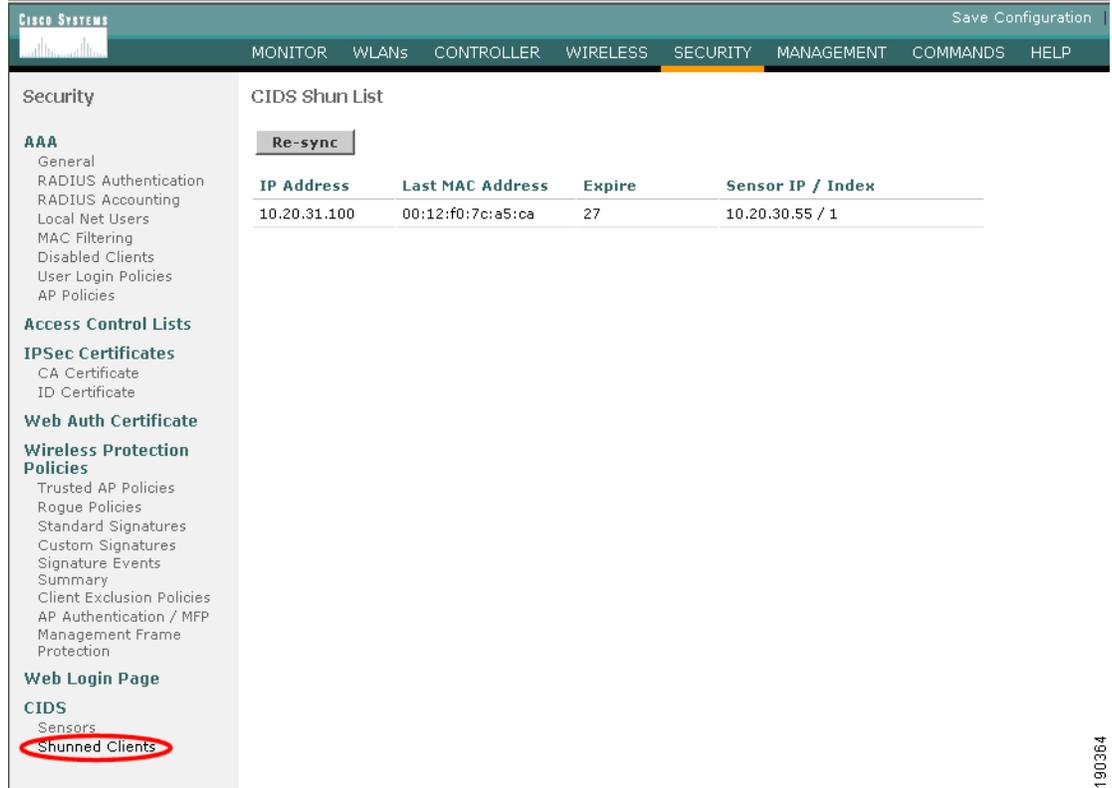 CISCO SYSTEMS
Save Configuration |
MONITOR WLANs CONTROLLER WIRELESS SECURITY MANAGEMENT COMMANDS HELP
Security
AAA
General
RADIUS Authentication
RADIUS Accounting
Local Net Users
MAC Filtering
Disabled Clients
User Login Policies
AP Policies
Access Control Lists
IPSec Certificates
CA Certificate
ID Certificate
Web Auth Certificate
Wireless Protection
Policies
Trusted AP Policies
Rogue Policies
Standard Signatures
Custom Signatures
Signature Events
Summary
Client Exclusion Policies
AP Authentication / MFP
Management Frame
Protection
Web Login Page
CIDS
Sensors
Shunned Clients
CIDS Shun List
Re-sync
IP Address Last MAC Address Expire Sensor IP / Index
10.20.31.100 00:12:f0:7c:a5:ca 27 10.20.30.55 / 1
190364